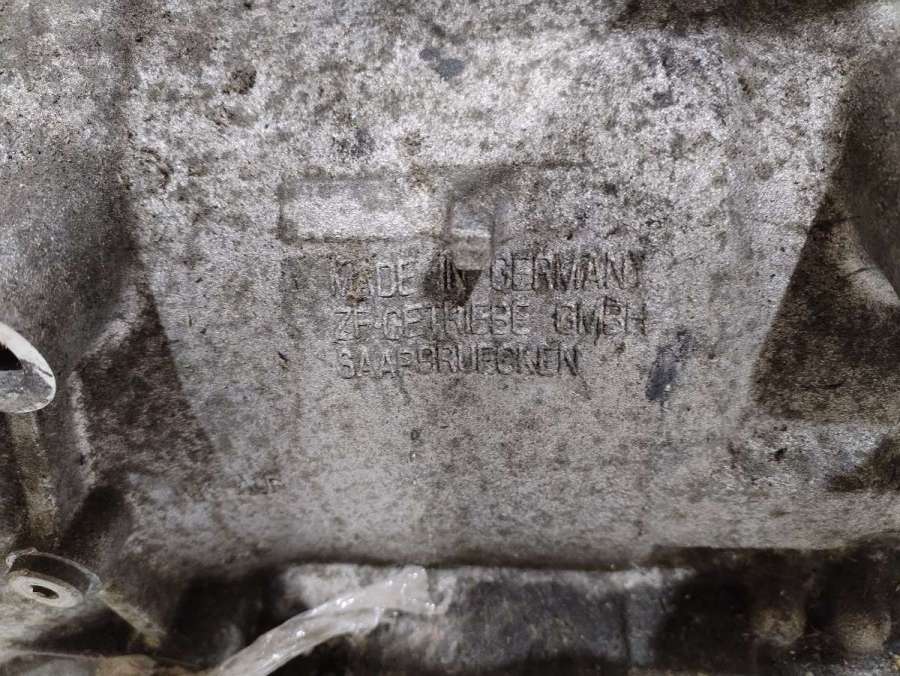 MADE IN GERMANY
ZF-GETRIEBE GMBH
SAARBRUECKEN